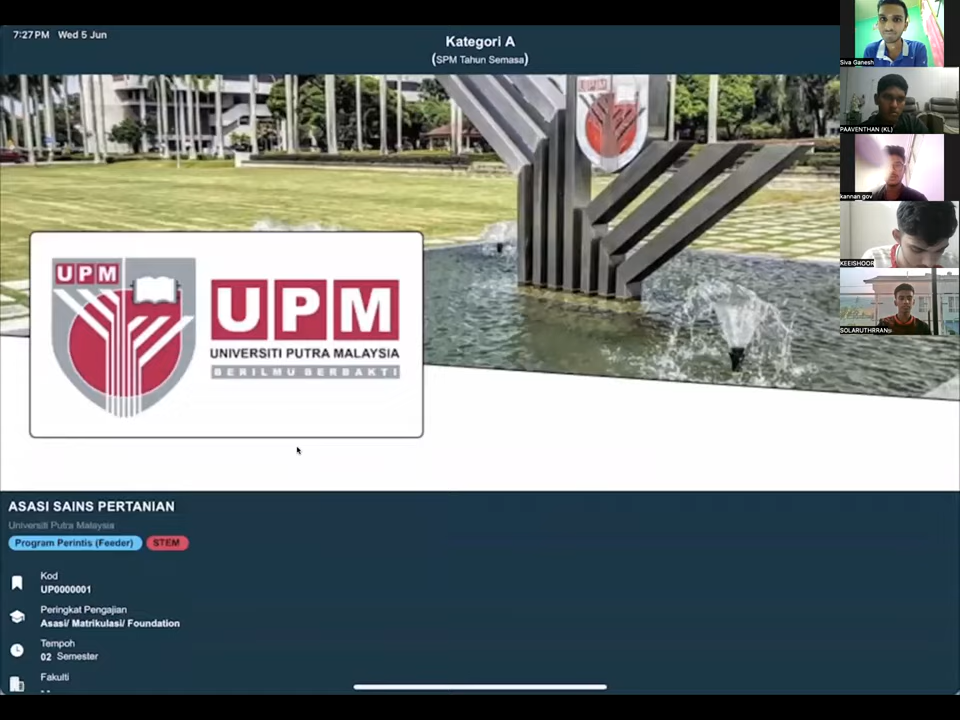 7:27 PM Wed 5 Jun
Kategori A
(SPM Tahun Semasa)
Siva Ganesh
PAAVENTHAN (KL)
kannan gov
KEEISHOOR
SOLARUTHRRAN
UPM
UPM
UPM
UNIVERSITI PUTRA MALAYSIA
BERILMU BERBAKTI
ASASI SAINS PERTANIAN
Universiti Putra Malaysia
Program Perintis (Feeder)
STEM
Kod
UP0000001
Peringkat Pengajian
Asasi/ Matrikulasi/ Foundation
Tempoh
02 Semester
Fakulti